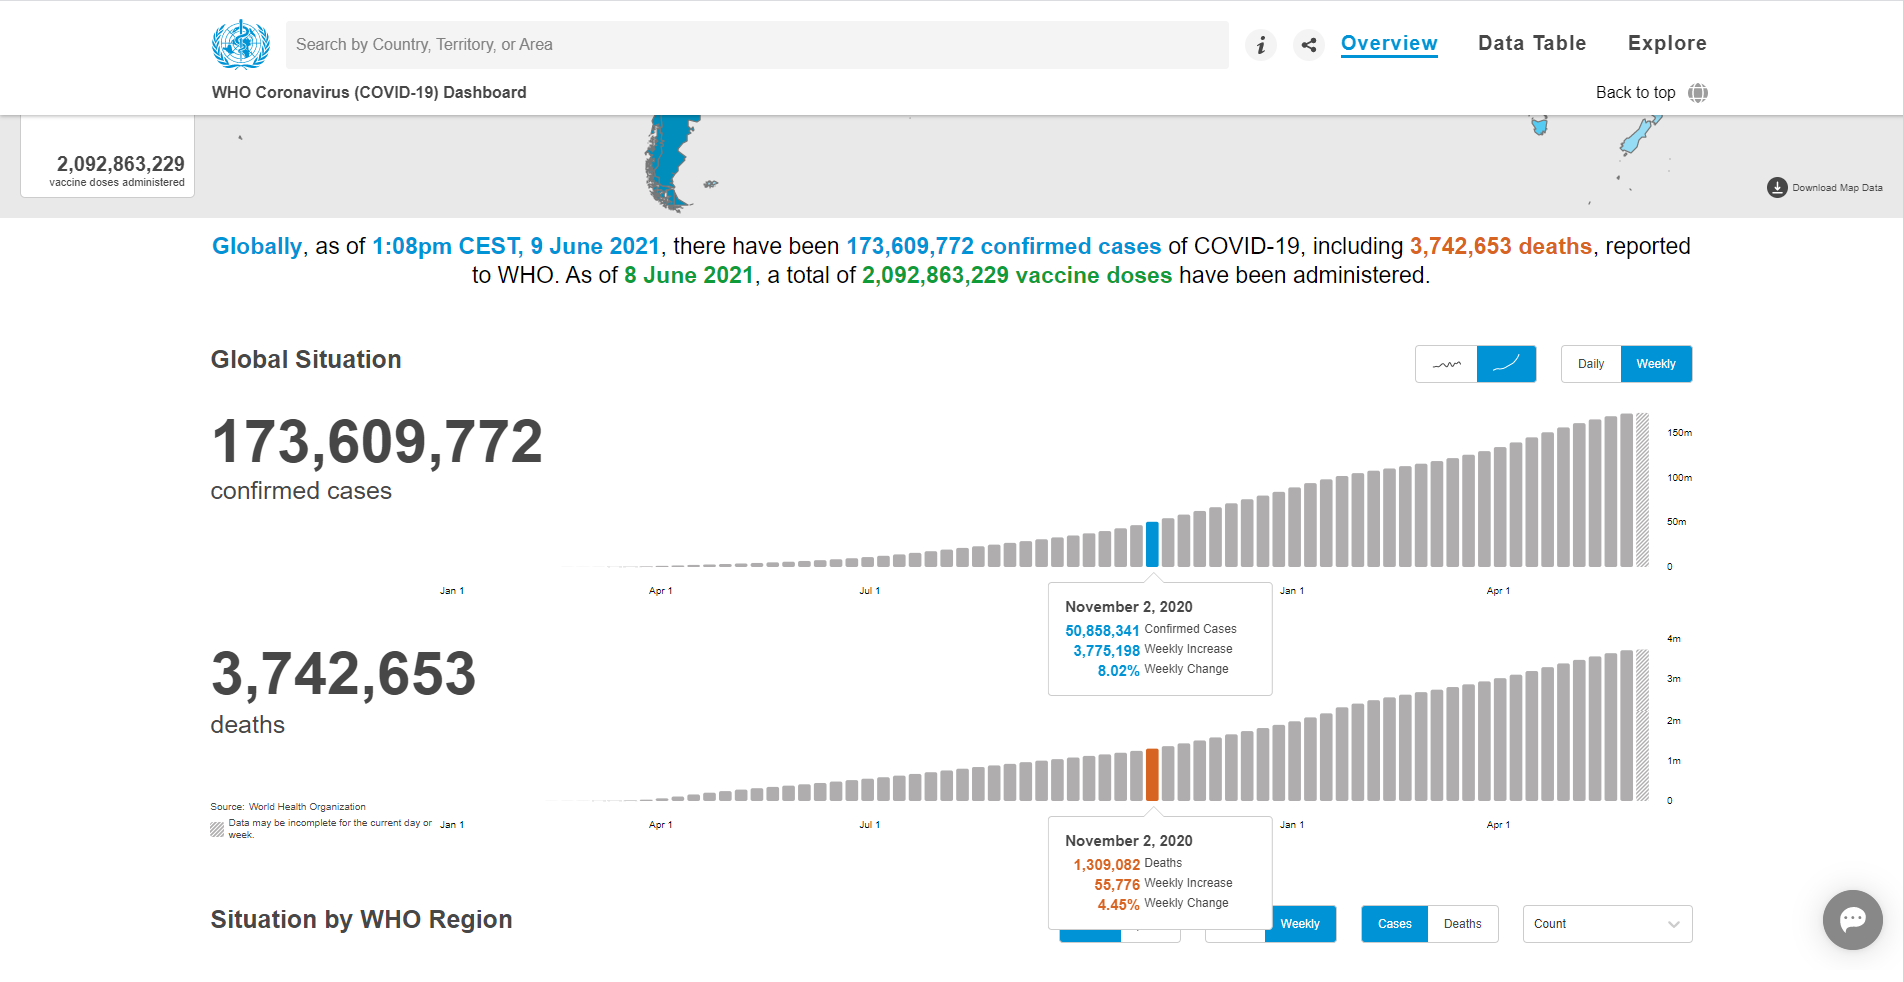 Search by Country, Territory, or Area
Overview
Data Table
Explore
WHO Coronavirus (COVID-19) Dashboard
Back to top
2,092,863,229
vaccine doses administered
Download Map Data
Globally, as of 1:08pm CEST, 9 June 2021, there have been 173,609,772 confirmed cases of COVID-19, including 3,742,653 deaths, reported
to WHO. As of 8 June 2021, a total of 2,092,863,229 vaccine doses have been administered.
Global Situation
Daily
Weekly
173,609,772
confirmed cases
150m
100m
50m
0
Jan 1
Apr 1
Jul 1
Jan 1
Apr 1
November 2, 2020
50,858,341 Confirmed Cases
3,775,198 Weekly Increase
8.02% Weekly Change
3,742,653
deaths
4m
3m
2m
1m
0
Source: World Health Organization
Data may be incomplete for the current day or
week.
Jan 1
Apr 1
Jul 1
Jan 1
Apr 1
November 2, 2020
1,309,082 Deaths
55,776 Weekly Increase
4.45% Weekly Change
Situation by WHO Region
Weekly
Cases
Deaths
Count